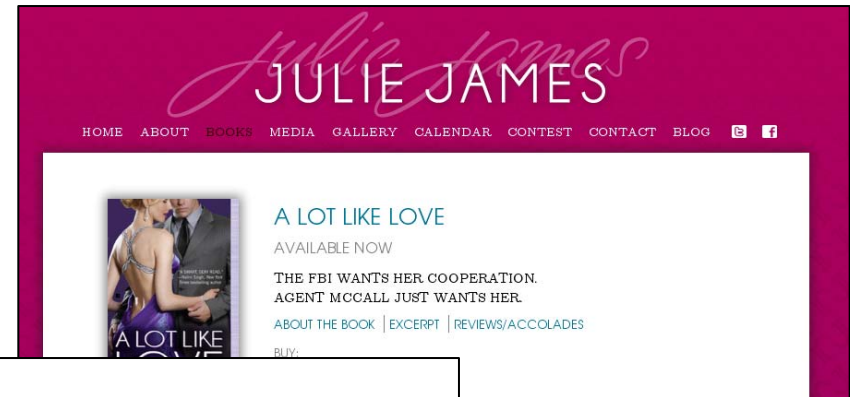 JULIE JAMES
HOME ABOUT BOOKS MEDIA GALLERY CALENDAR CONTEST CONTACT BLOG
A LOT LIKE LOVE
AVAILABLE NOW
THE FBI WANTS HER COOPERATION.
AGENT MCCALL JUST WANTS HER.
ABOUT THE BOOK | EXCERPT | REVIEWS/ACCOLADES
BUY:
A LOT LIKE
LOVE